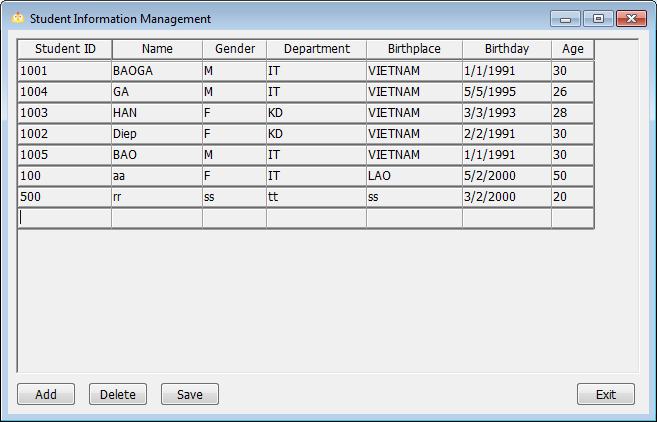 Student Information Management
Student ID Name Gender Department Birthplace Birthday Age
1001 BAOGA M IT VIETNAM 1/1/1991 30
1004 GA M IT VIETNAM 5/5/1995 26
1003 HAN F KD VIETNAM 3/3/1993 28
1002 Diep F KD VIETNAM 2/2/1991 30
1005 BAO M IT VIETNAM 1/1/1991 30
100 aa F IT LAO 5/2/2000 50
500 rr ss tt ss 3/2/2000 20
Add Delete Save Exit